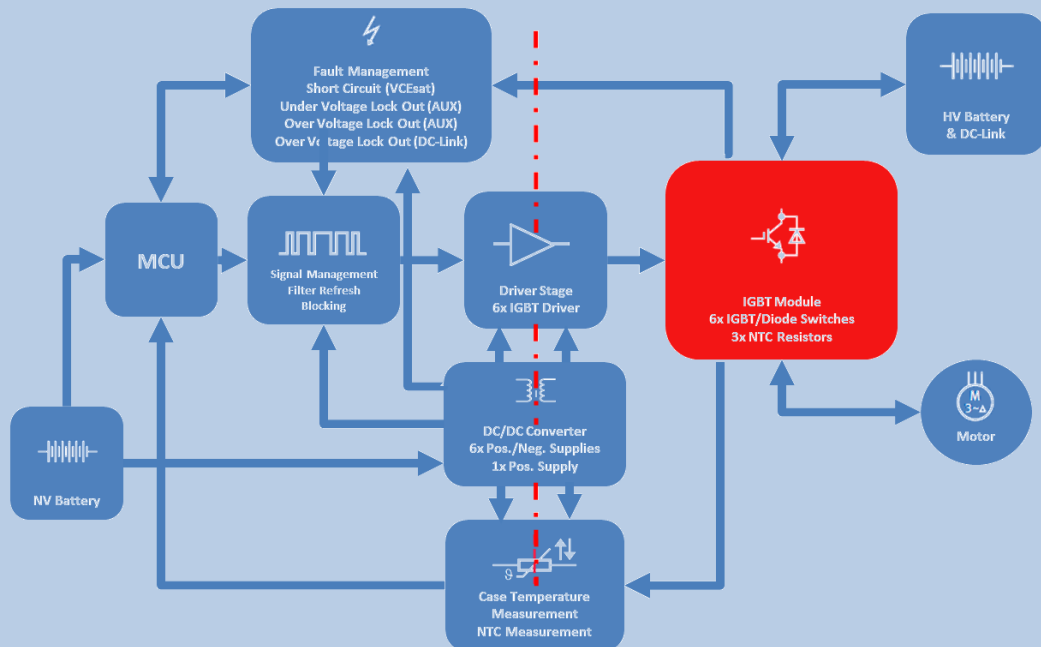 Fault Management
Short Circuit (VCEsat)
Under Voltage Lock Out (AUX)
Over Voltage Lock Out (AUX)
Over Voltage Lock Out (DC-Link)
HV Battery
& DC-Link
MCU
Signal Management
Filter Refresh
Blocking
Driver Stage
6x IGBT Driver
IGBT Module
6x IGBT/Diode Switches
3x NTC Resistors
DC/DC Converter
6x Pos./Neg. Supplies
1x Pos. Supply
M
3~Δ
Motor
NV Battery
ϑ
Case Temperature
Measurement
NTC Measurement